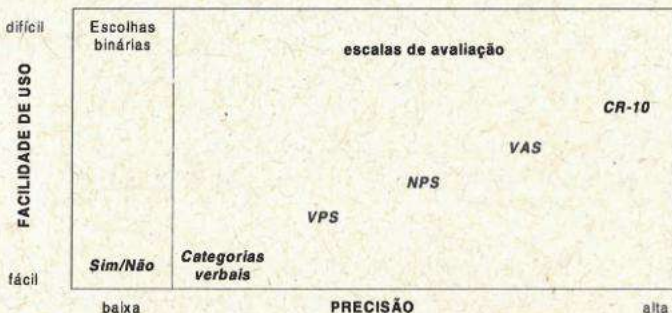 difícil
Escolhas
binárias
escalas de avaliação
FACILIDADE DE USO
CR-10
VAS
NPS
VPS
Sim/Não
Categorias
verbais
fácil
baixa
PRECISÃO
alta